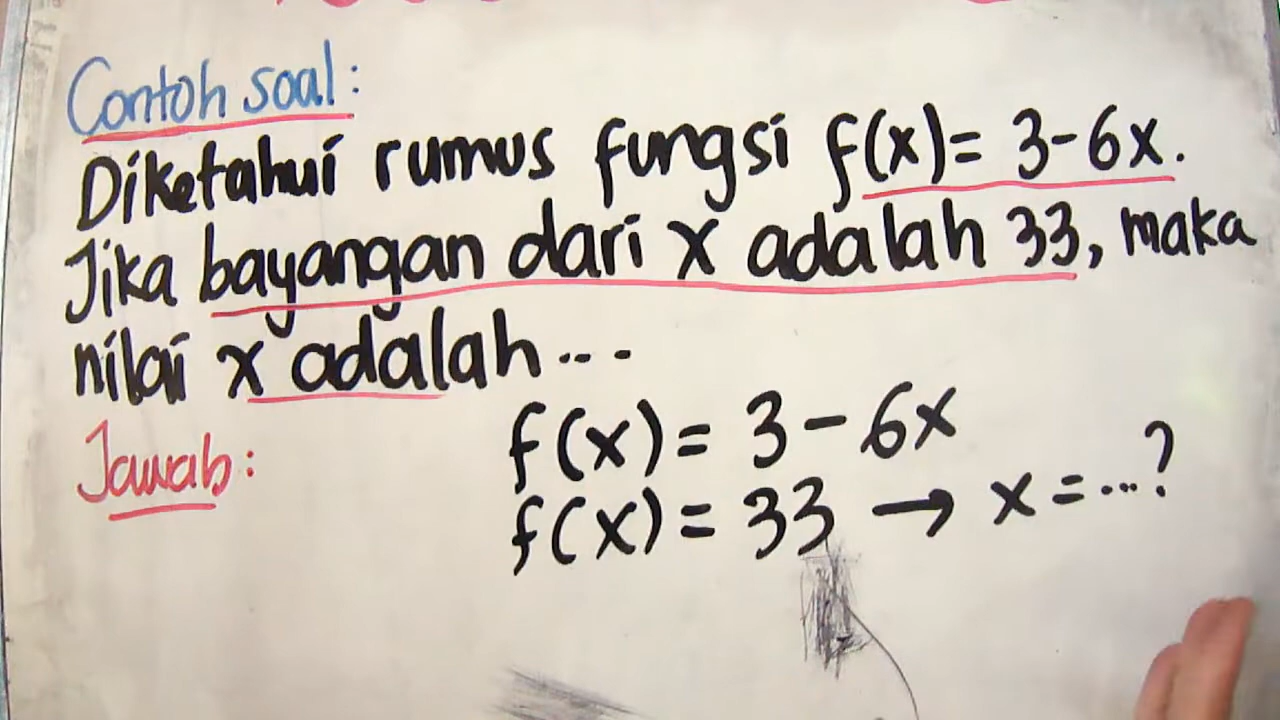 Contoh soal:
Diketahui rumus fungsi f(x)= 3-6x.
Jika bayangan dari x adalah 33, maka
nilai x adalah...
Jawab:
f(x) = 3 - 6x
f(x) = 33 → x = ...?